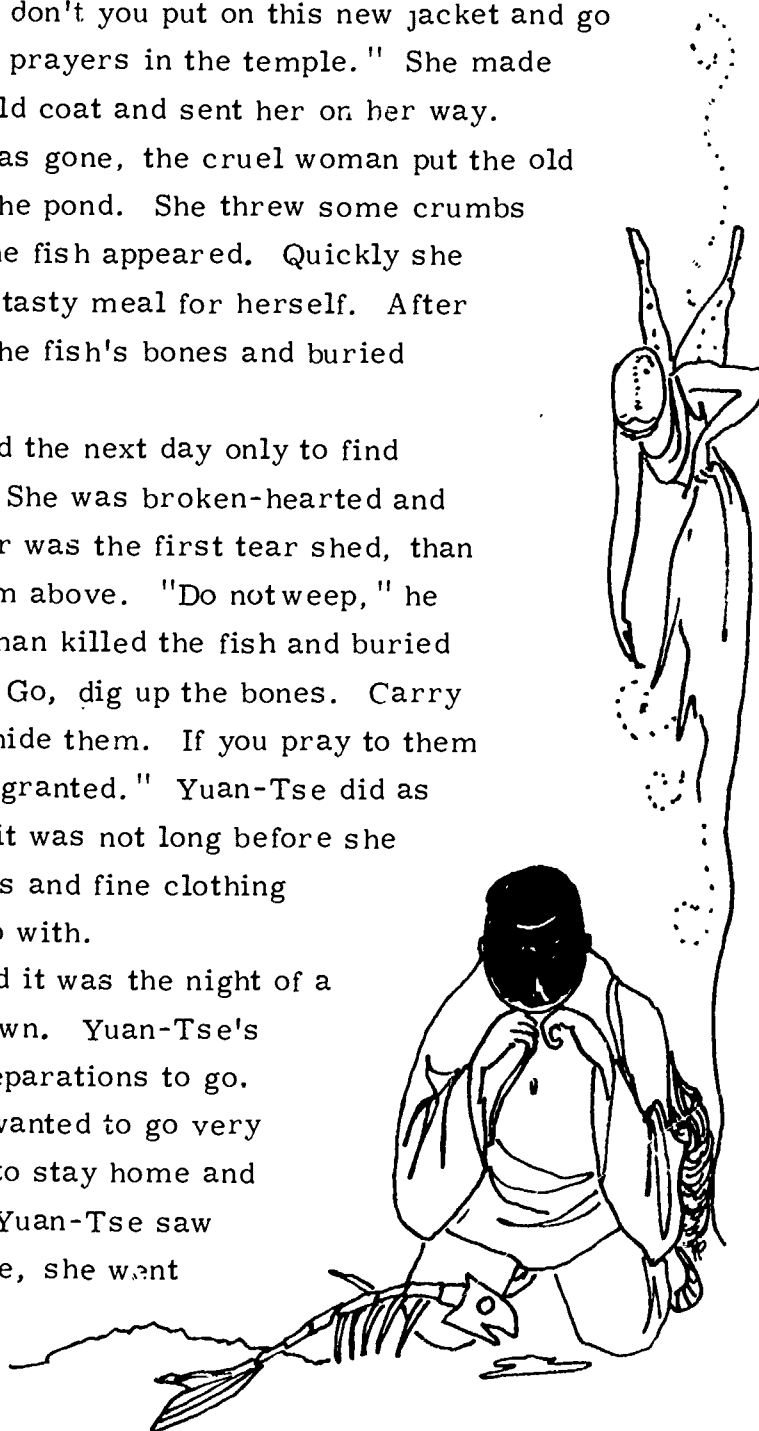 don't you put on this new jacket and go
prayers in the temple." She made
ld coat and sent her on her way.
as gone, the cruel woman put the old
he pond. She threw some crumbs
e fish appeared. Quickly she
tasty meal for herself. After
he fish's bones and buried
d the next day only to find
She was broken-hearted and
r was the first tear shed, than
m above. "Do not weep," he
nan killed the fish and buried
Go, dig up the bones. Carry
hide them. If you pray to them
granted." Yuan-Tse did as
it was not long before she
s and fine clothing
o with.
d it was the night of a
wn. Yuan-Tse's
eparations to go.
wanted to go very
to stay home and
Yuan-Tse saw
e, she went